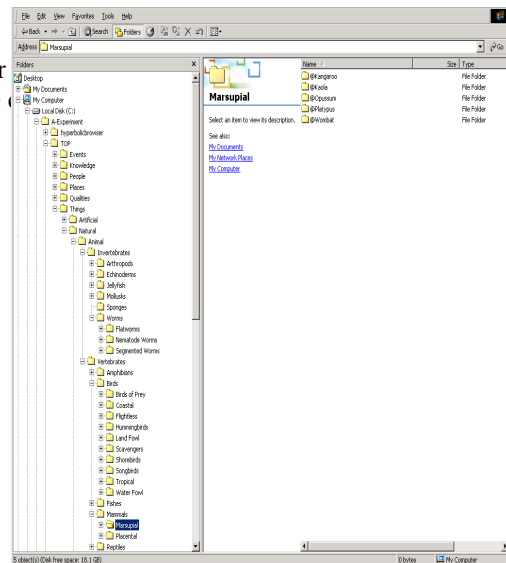 File Edit View Favorites Tools Help
Back Search Folders
Address Marsupial Go
Folders x
Desktop
My Documents
My Computer
Local Disk (C:)
A-Experiment
hyperbolicbrowser
TOP
Events
Knowledge
People
Places
Qualities
Things
Artificial
Natural
Animal
Invertebrates
Arthropods
Echinoderms
Jellyfish
Mollusks
Sponges
Worms
Flatworms
Nematode Worms
Segmented Worms
Vertebrates
Amphibians
Birds
Birds of Prey
Coastal
Flightless
Hummingbirds
Land Fowl
Scavengers
Shorebirds
Songbirds
Tropical
Water Fowl
Fishes
Mammals
Marsupial
Placental
Reptiles
Marsupial
Select an item to view its description.
See also:
My Documents
My Network Places
My Computer
Name Size Type
@Kangaroo File Folder
@Kaola File Folder
@Opussum File Folder
@Platypus File Folder
@Wombat File Folder
5 object(s) (Disk free space: 18.1 GB) 0 bytes My Computer